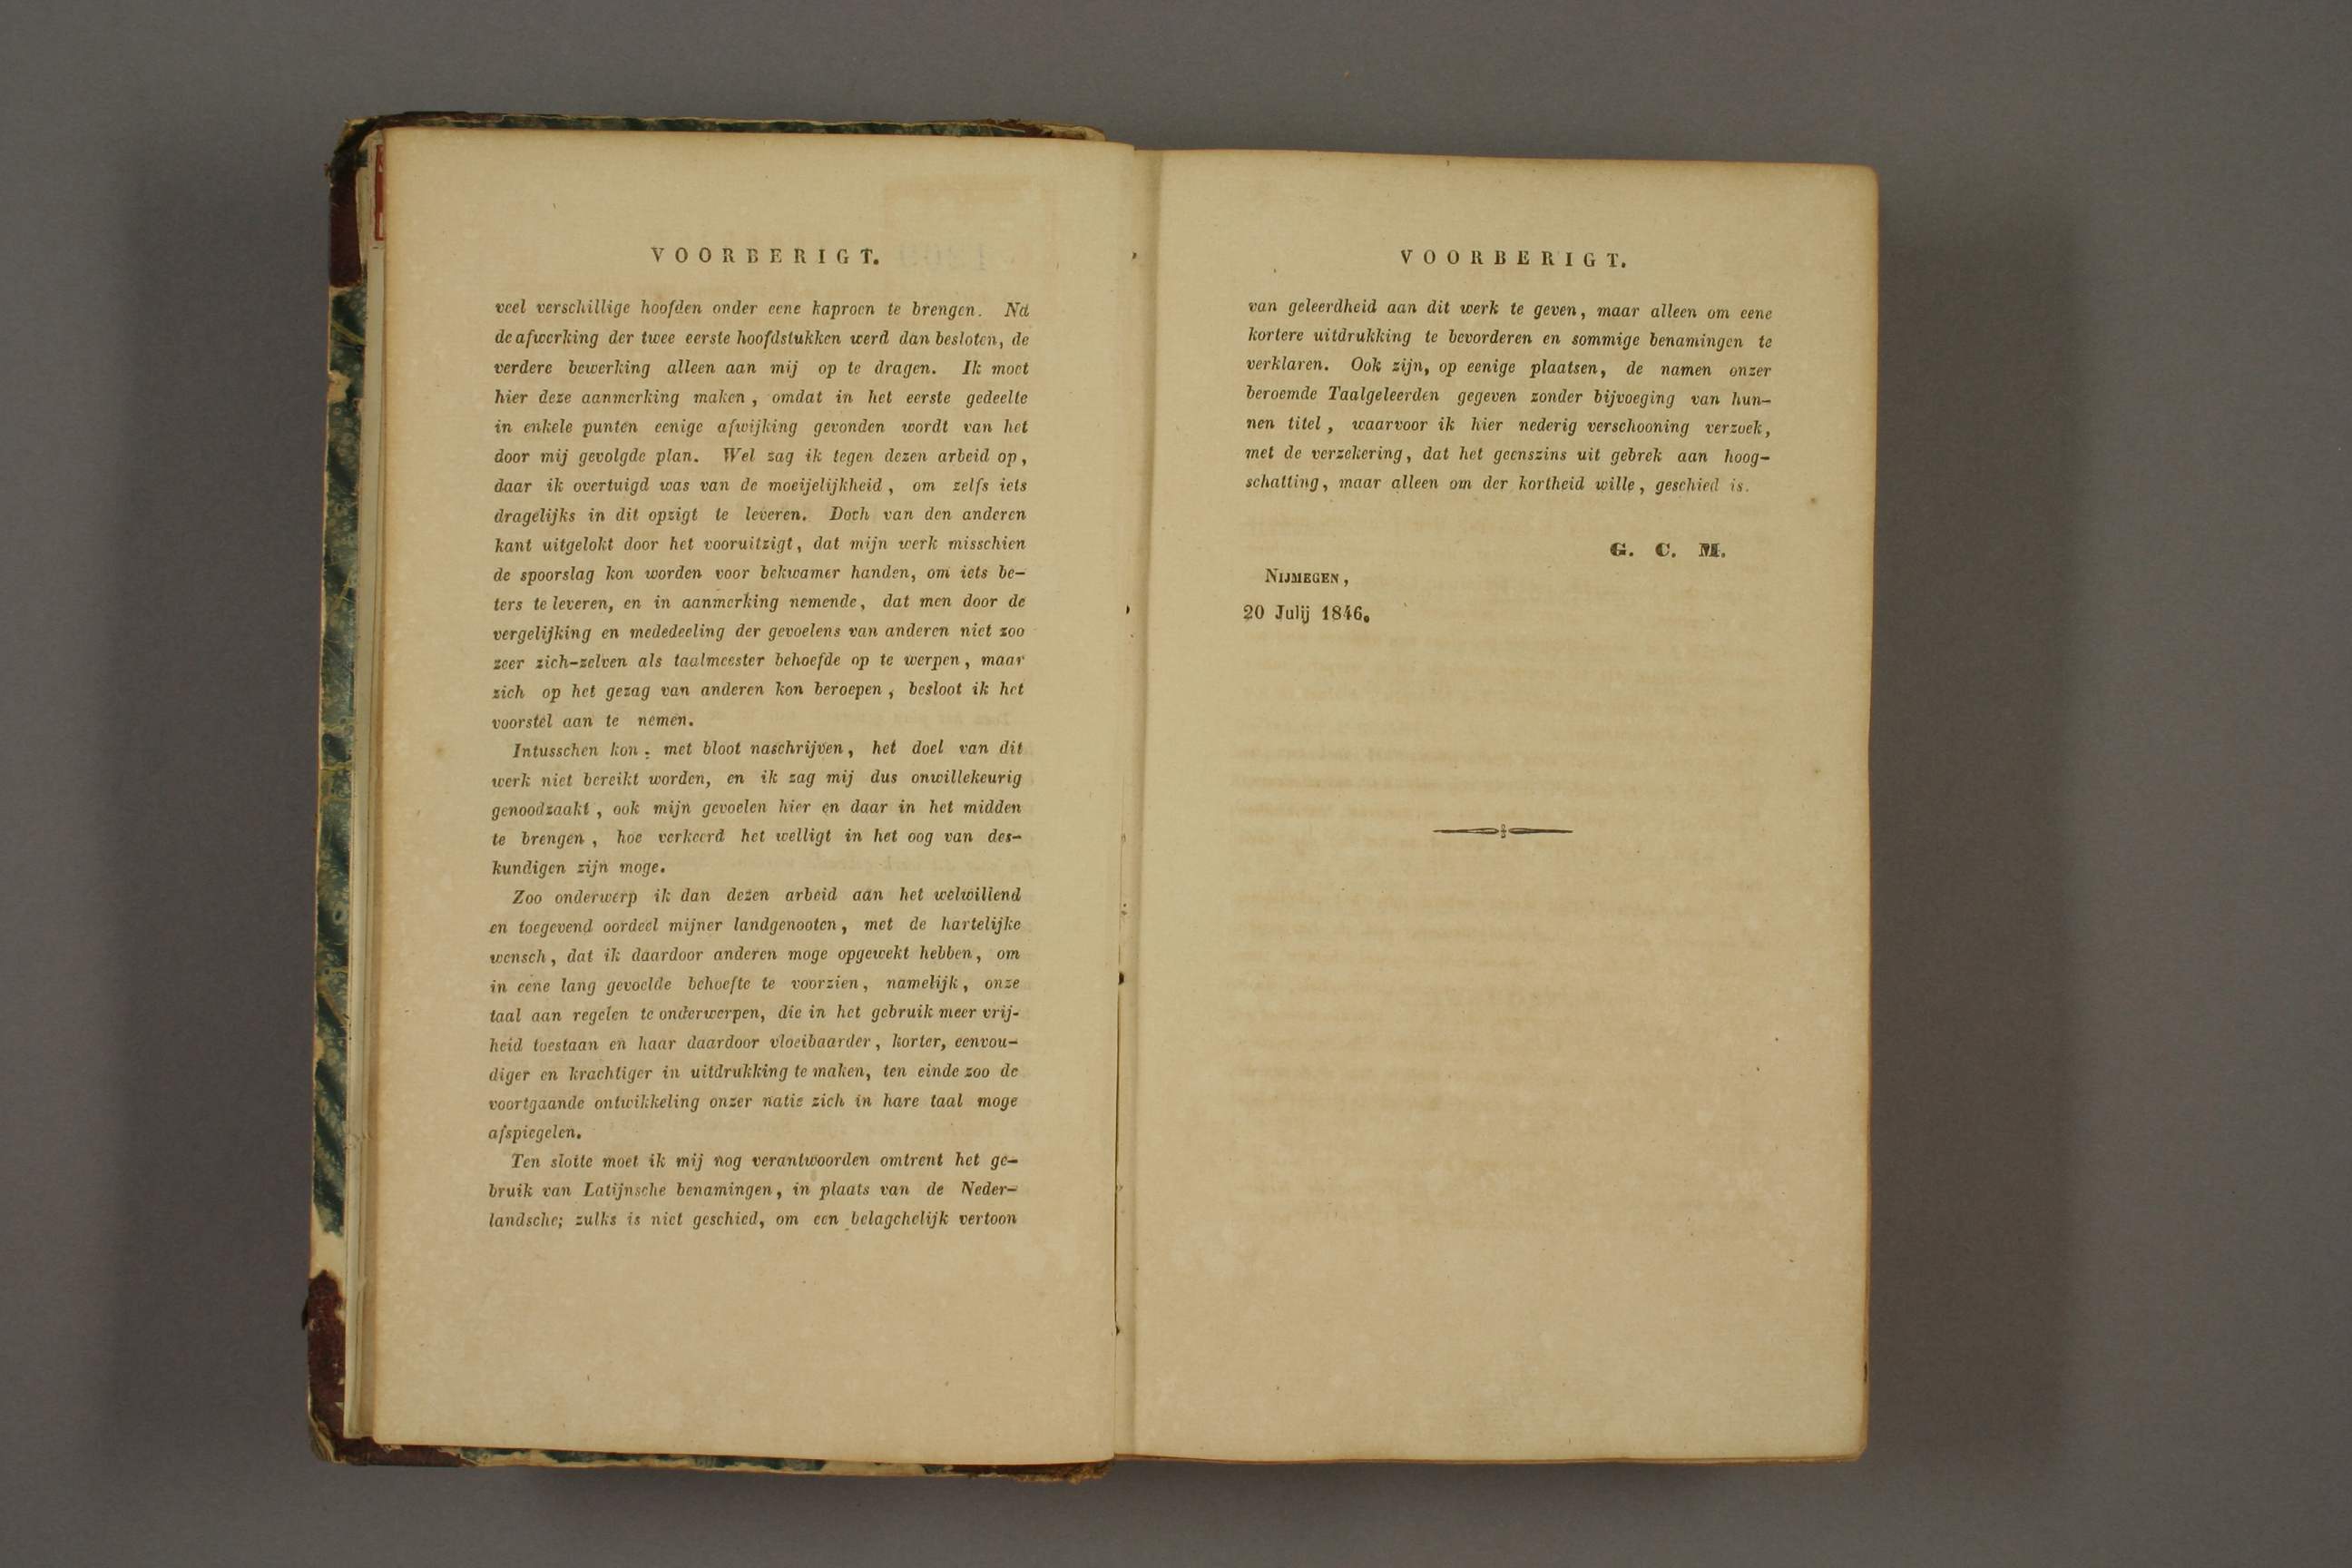 VOORBERIGT.
veel verschillige hoofden onder eene kaproen te brengen. Ná
de afwerking der twee eerste hoofdstukken werd dan besloten, de
verdere bewerking alleen aan mij op te dragen. Ik moet
hier deze aanmerking maken, omdat in het eerste gedeelte
in enkele punten eenige afwijking gevonden wordt van het
door mij gevolgde plan. Wel zag ik tegen dezen arbeid op,
daar ik overtuigd was van de moeijelijkheid, om zelfs iets
dragelijks in dit opzigt te leveren. Doch van den anderen
kant uitgelokt door het vooruitzigt, dat mijn werk misschien
de spoorslag kon worden voor bekwamer handen, om iets be-
ters te leveren, en in aanmerking nemende, dat men door de
vergelijking en mededeeling der gevoelens van anderen niet zoo
zeer zich-zelven als taalmeester behoefde op te werpen, maar
zich op het gezag van anderen kon beroepen, besloot ik het
voorstel aan te nemen.
Intusschen kon: met bloot naschrijven, het doel van dit
werk niet bereikt worden, en ik zag mij dus onwillekeurig
genoodzaakt, ook mijn gevoelen hier en daar in het midden
te brengen, hoe verkeerd het welligt in het oog van des-
kundigen zijn moge.
Zoo onderwerp ik dan dezen arbeid aan het welwillend
en toegevend oordeel mijner landgenooten, met de hartelijke
wensch, dat ik daardoor anderen moge opgewekt hebben, om
in eene lang gevoelde behoefte te voorzien, namelijk, onze
taal aan regelen te onderwerpen, die in het gebruik meer vrij-
heid toestaan en haar daardoor vloeibaarder, korter, eenvou-
diger en krachtiger in uitdrukking te maken, ten einde zoo de
voortgaande ontwikkeling onzer natie zich in hare taal moge
afspiegelen.
Ten slotte moet ik mij nog verantwoorden omtrent het ge-
bruik van Latijnsche benamingen, in plaats van de Neder-
landsche; zulks is niet geschied, om een belagchelijk vertoon
VOORBERIGT.
van geleerdheid aan dit werk te geven, maar alleen om eene
kortere uitdrukking te bevorderen en sommige benamingen te
verklaren. Ook zijn, op eenige plaatsen, de namen onzer
beroemde Taalgeleerden gegeven zonder bijvoeging van hun-
nen titel, waarvoor ik hier nederig verschooning verzoek,
met de verzekering, dat het geenszins uit gebrek aan hoog-
schatting, maar alleen om der kortheid wille, geschied is.
G. C. M.
NIJMEGEN,
20 Julij 1846.